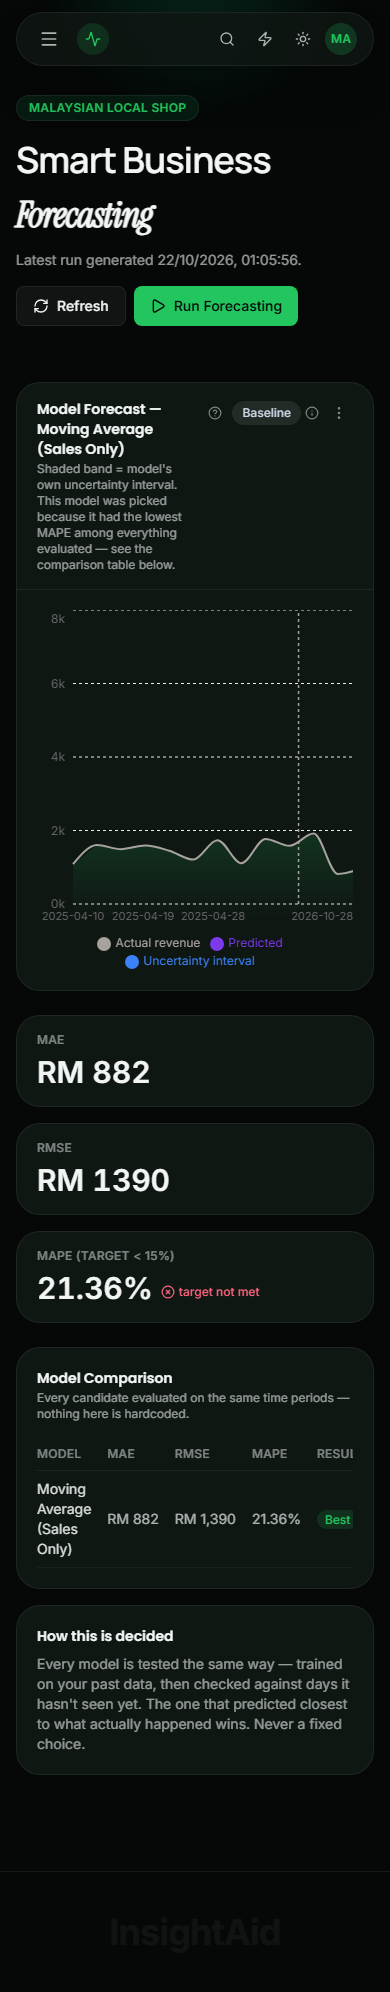 MA
MALAYSIAN LOCAL SHOP
Smart Business
Forecasting
Latest run generated 22/10/2026, 01:05:56.
Refresh
Run Forecasting
Model Forecast —
Moving Average
(Sales Only)
Baseline
Shaded band = model's
own uncertainty interval.
This model was picked
because it had the lowest
MAPE among everything
evaluated — see the
comparison table below.
8k
6k
4k
2k
0k
2025-04-10 2025-04-19 2025-04-28 2026-10-28
Actual revenue Predicted
Uncertainty interval
MAE
RM 882
RMSE
RM 1390
MAPE (TARGET < 15%)
21.36% target not met
Model Comparison
Every candidate evaluated on the same time periods —
nothing here is hardcoded.
MODEL MAE RMSE MAPE RESUL
Moving
Average
(Sales
Only)
RM 882 RM 1,390 21.36% Best
How this is decided
Every model is tested the same way — trained
on your past data, then checked against days it
hasn't seen yet. The one that predicted closest
to what actually happened wins. Never a fixed
choice.
InsightAid